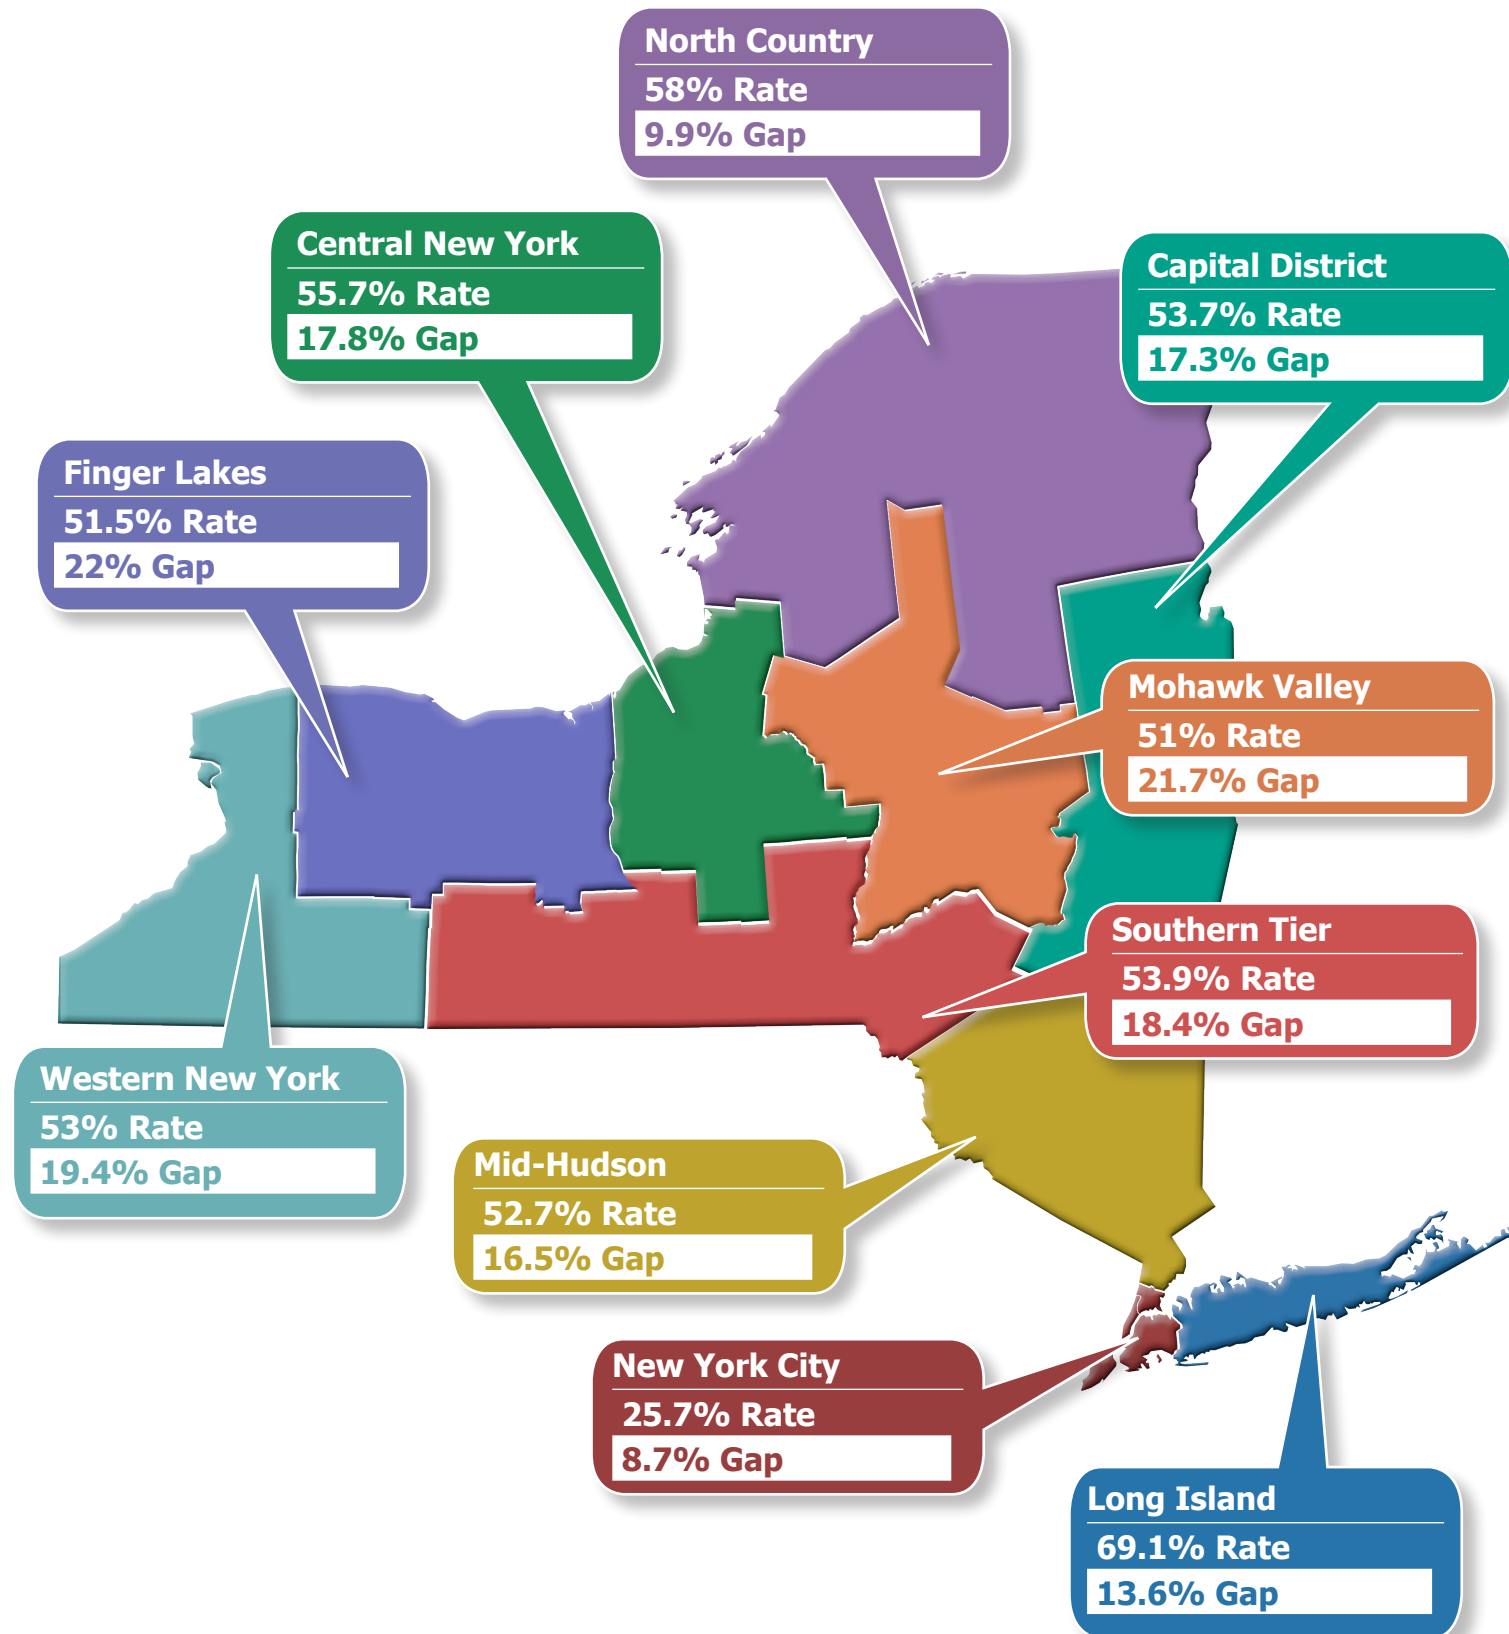 North Country
58% Rate
9.9% Gap
Central New York
55.7% Rate
17.8% Gap
Capital District
53.7% Rate
17.3% Gap
Finger Lakes
51.5% Rate
22% Gap
Mohawk Valley
51% Rate
21.7% Gap
Southern Tier
53.9% Rate
18.4% Gap
Western New York
53% Rate
19.4% Gap
Mid-Hudson
52.7% Rate
16.5% Gap
New York City
25.7% Rate
8.7% Gap
Long Island
69.1% Rate
13.6% Gap